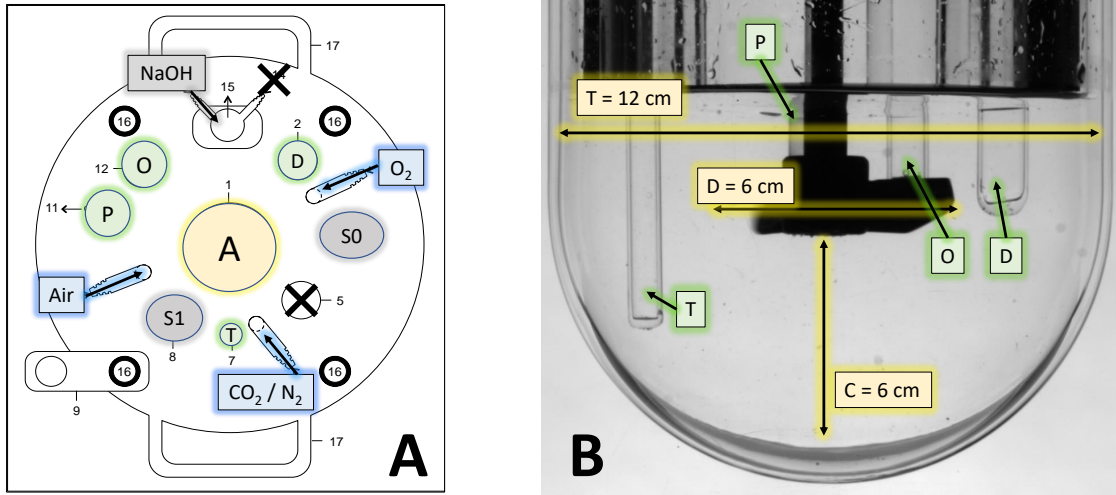 17
NaOH
14
15
16
16
2
O
12
D
O₂
P
11
1
A
S0
Air
S1
5
8
T
7
16
16
CO₂ / N₂
9
17
A
P
T = 12 cm
D = 6 cm
O
D
T
C = 6 cm
B